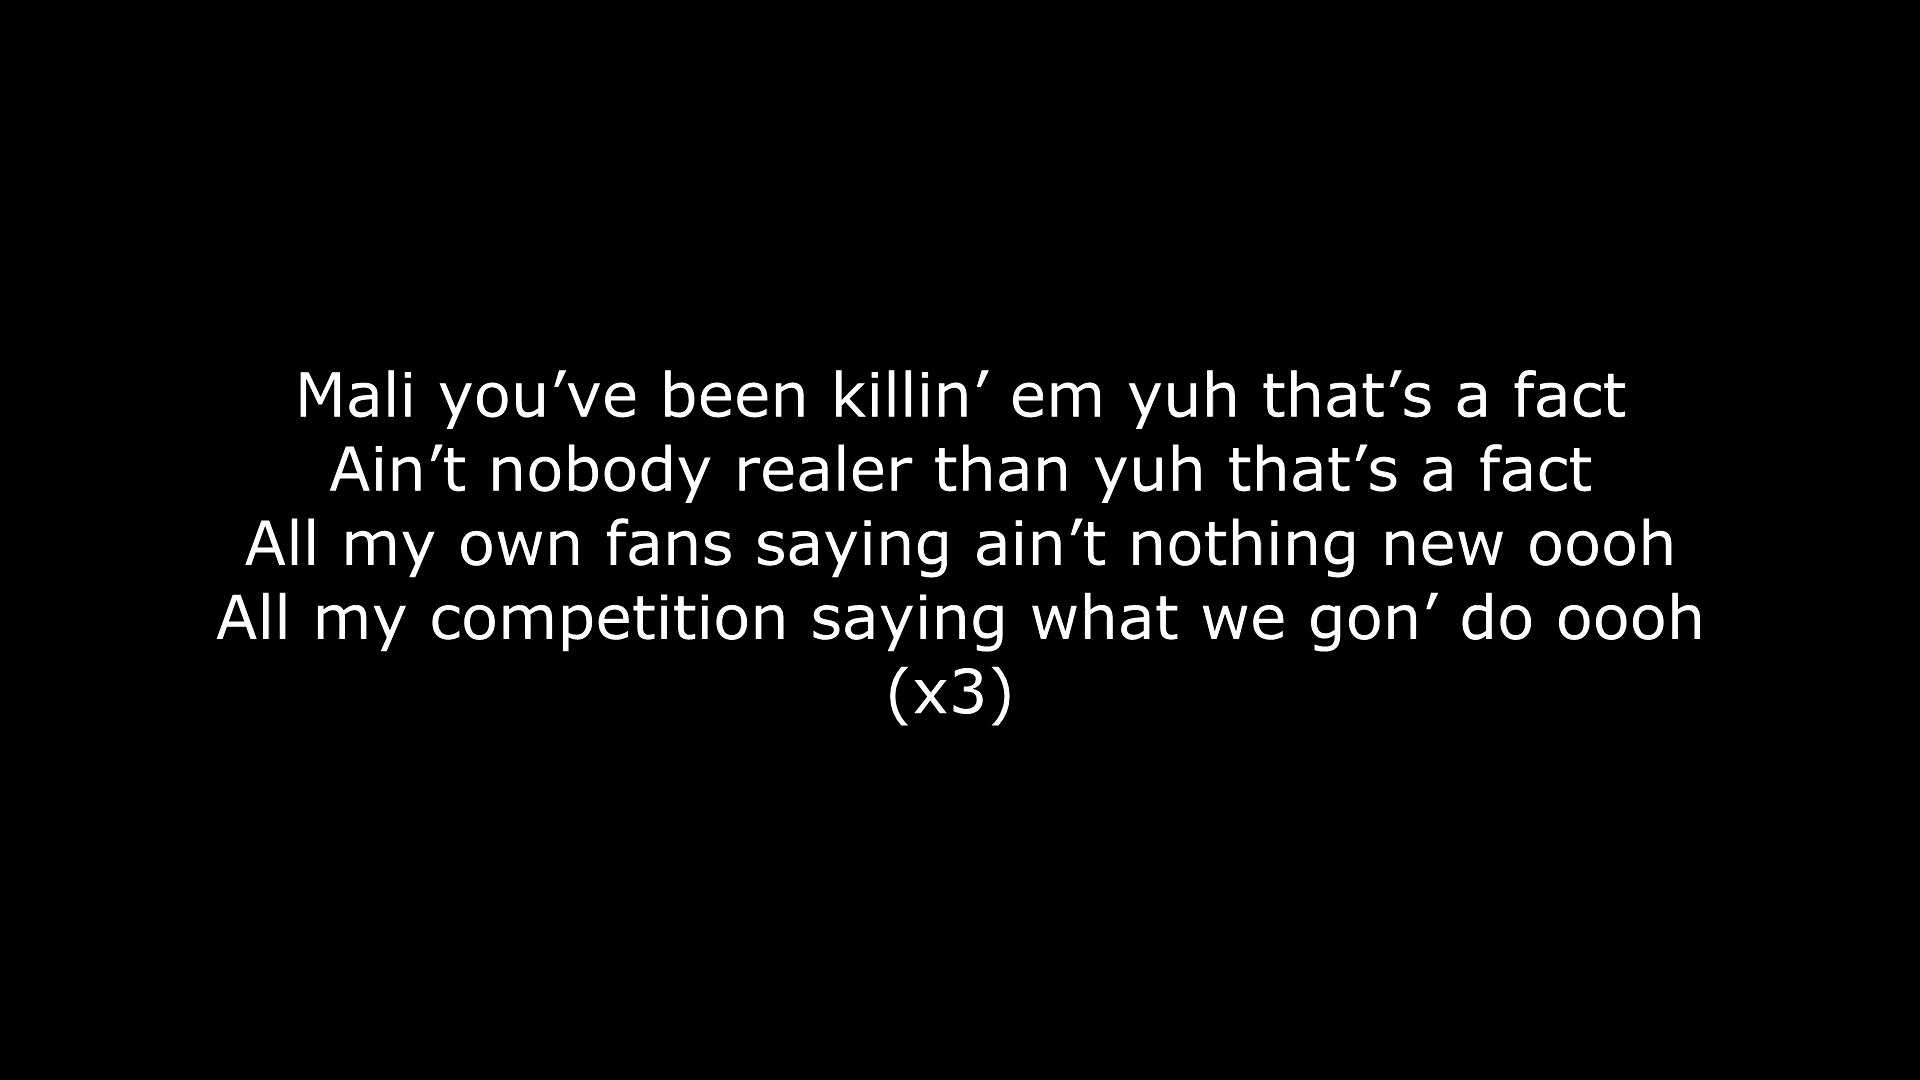 Mali you’ve been killin’ em yuh that’s a fact
Ain’t nobody realer than yuh that’s a fact
All my own fans saying ain’t nothing new oooh
All my competition saying what we gon’ do oooh
(x3)